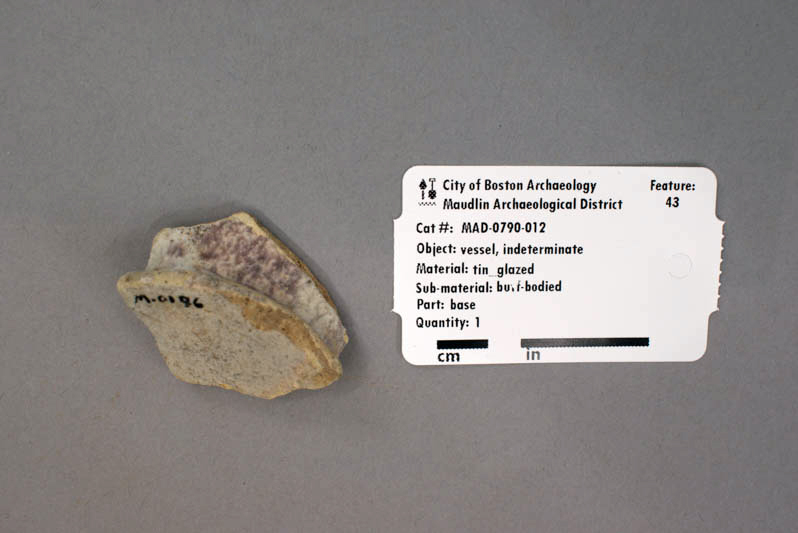 City of Boston Archaeology
Maudlin Archaeological District
Feature:
43
Cat #: MAD-0790-012
Object: vessel, indeterminate
Material: tin_glazed
Sub-material: buff-bodied
Part: base
Quantity: 1
cm
in